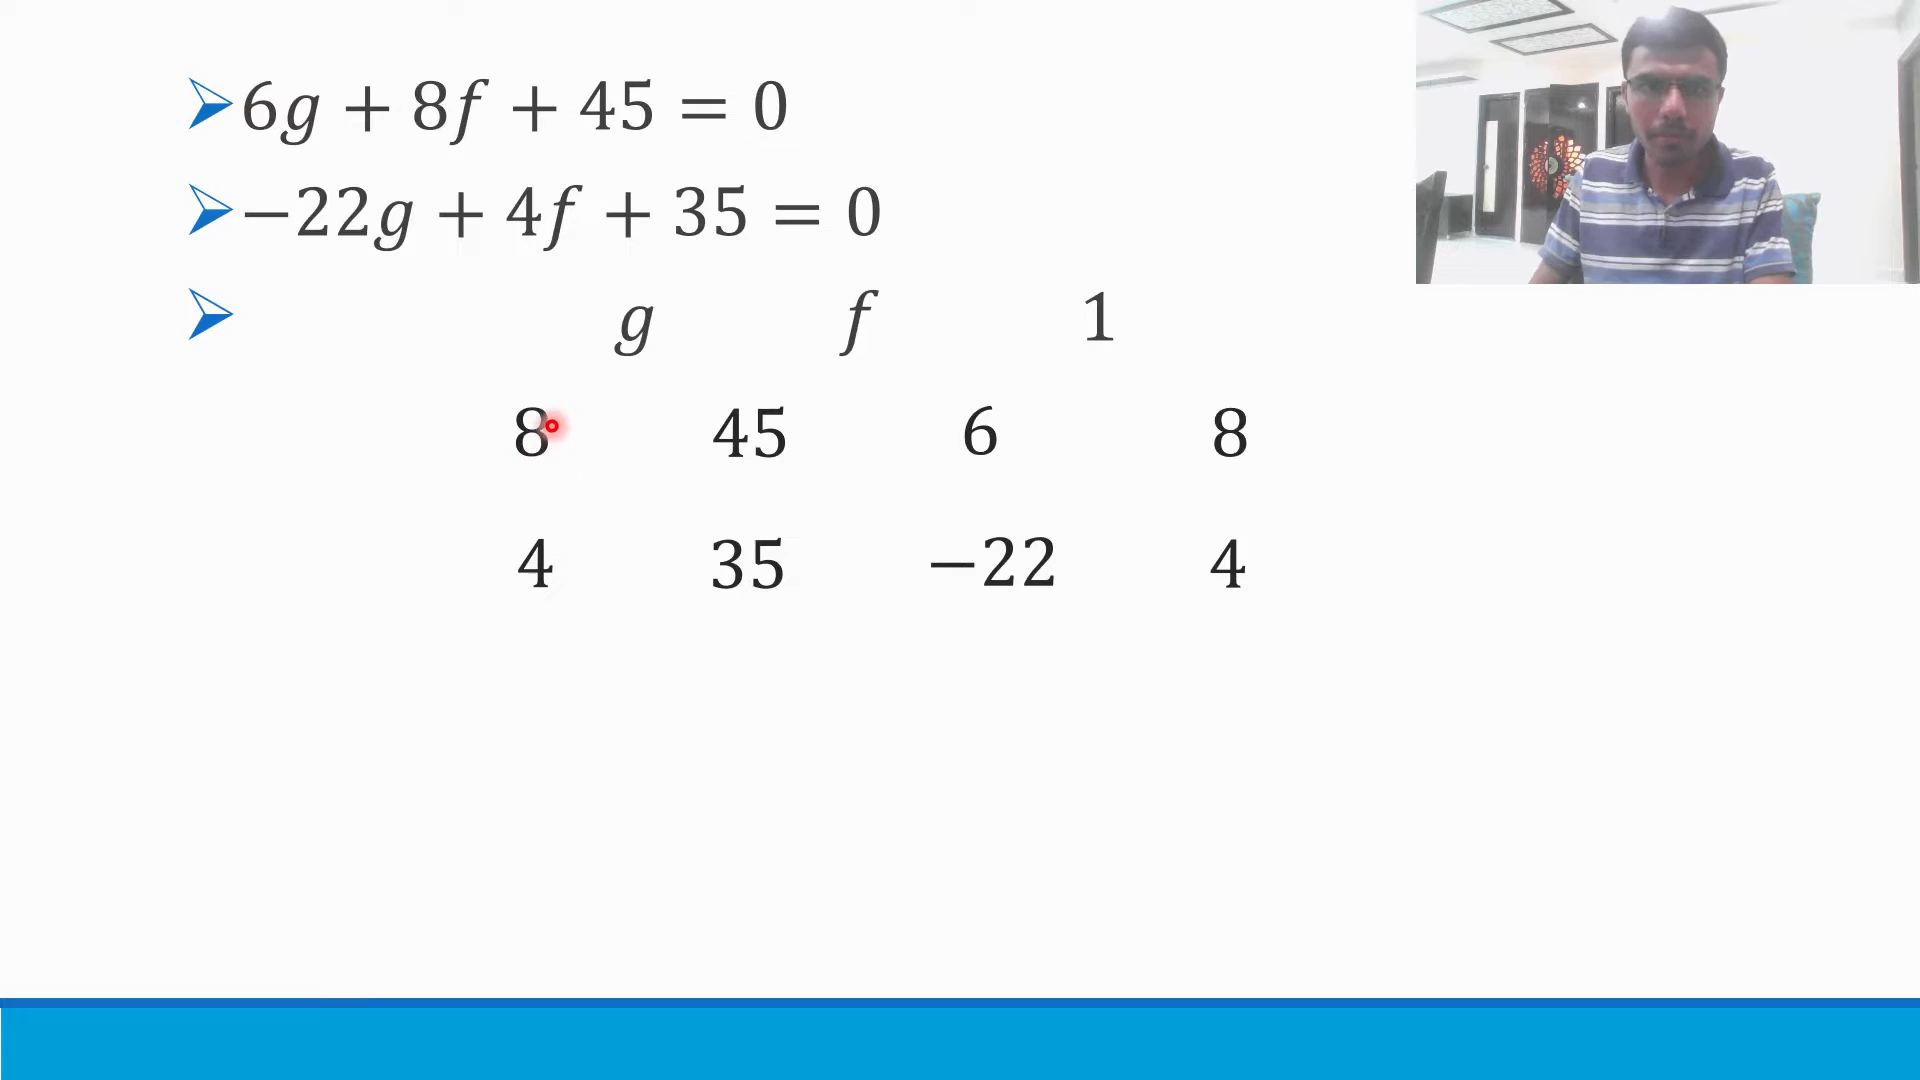 6g + 8f + 45 = 0
−22g + 4f + 35 = 0
g f 1
8 45 6 8
4 35 −22 4